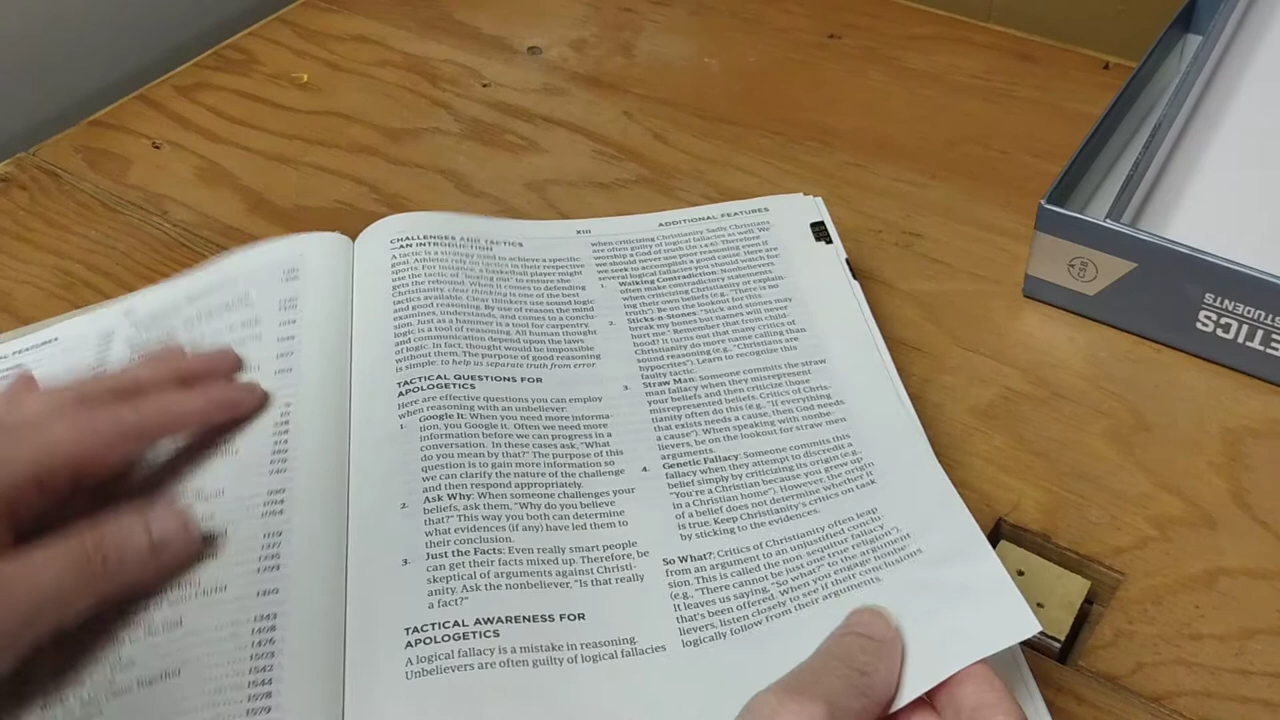 XIII
ADDITIONAL FEATURES
CHALLENGES AND TACTICS
—AN INTRODUCTION
A tactic is a strategy used to achieve a specific
goal. Athletes rely on tactics in their respective
sports. For instance, a basketball player might
use the tactic of "boxing out" to ensure she
gets the rebound. When it comes to defending
Christianity, clear thinking is one of the best
tactics available. Clear thinkers use sound logic
and good reasoning. By use of reason the mind
examines, understands, and comes to a conclu-
sion. Just as a hammer is a tool for carpentry,
logic is a tool of reasoning. All human thought
and communication depend upon the laws
of logic. In fact, thought would be impossible
without them. The purpose of good reasoning
is simple: to help us separate truth from error.
TACTICAL QUESTIONS FOR
APOLOGETICS
Here are effective questions you can employ
when reasoning with an unbeliever:
1. Google It: When you need more informa-
tion, you Google it. Often we need more
information before we can progress in a
conversation. In these cases ask, "What
do you mean by that?" The purpose of this
question is to gain more information so
we can clarify the nature of the challenge
and then respond appropriately.
2. Ask Why: When someone challenges your
beliefs, ask them, "Why do you believe
that?" This way you both can determine
what evidences (if any) have led them to
their conclusion.
3. Just the Facts: Even really smart people
can get their facts mixed up. Therefore, be
skeptical of arguments against Christi-
anity. Ask the nonbeliever, "Is that really
a fact?"
TACTICAL AWARENESS FOR
APOLOGETICS
A logical fallacy is a mistake in reasoning.
Unbelievers are often guilty of logical fallacies
when criticizing Christianity. Sadly, Christians
are often guilty of logical fallacies as well. We
worship a God of truth (Jn 14:6). Therefore
we should never use poor reasoning even if
we seek to accomplish a good cause. Here are
several logical fallacies you should watch for:
1. Walking Contradiction: Nonbelievers
often make contradictory statements
when criticizing Christianity or explain-
ing their own beliefs (e.g., "There is no
truth"). Be on the lookout for this.
2. Sticks-n-Stones: "Stick and stones may
break my bones but names will never
hurt me." Remember that from child-
hood? It turns out that many critics of
Christianity do more name calling than
sound reasoning (e.g., "Christians are
hypocrites"). Learn to recognize this
faulty tactic.
3. Straw Man: Someone commits the straw
man fallacy when they misrepresent
your beliefs and then criticize those
misrepresented beliefs. Critics of Chris-
tianity often do this (e.g., "If everything
that exists needs a cause, then God needs
a cause"). When speaking with nonbe-
lievers, be on the lookout for straw men
arguments.
4. Genetic Fallacy: Someone commits this
fallacy when they attempt to discredit a
belief simply by criticizing its origin (e.g.,
"You're a Christian because you grew up
in a Christian home"). However, the origin
of a belief does not determine whether it
is true. Keep Christianity's critics on task
by sticking to the evidences.
So What?: Critics of Christianity often leap
from an argument to an unjustified conclu-
sion. This is called the non-sequitur fallacy
(e.g., "There cannot be just one true religion").
It leaves us saying, "So what?" to the argument
that's been offered. When you engage nonbe-
lievers, listen closely to see if their conclusions
logically follow from their arguments.
CSB
STUDENTS
1343
1408
1476
1503
1542
1544
1578
1579